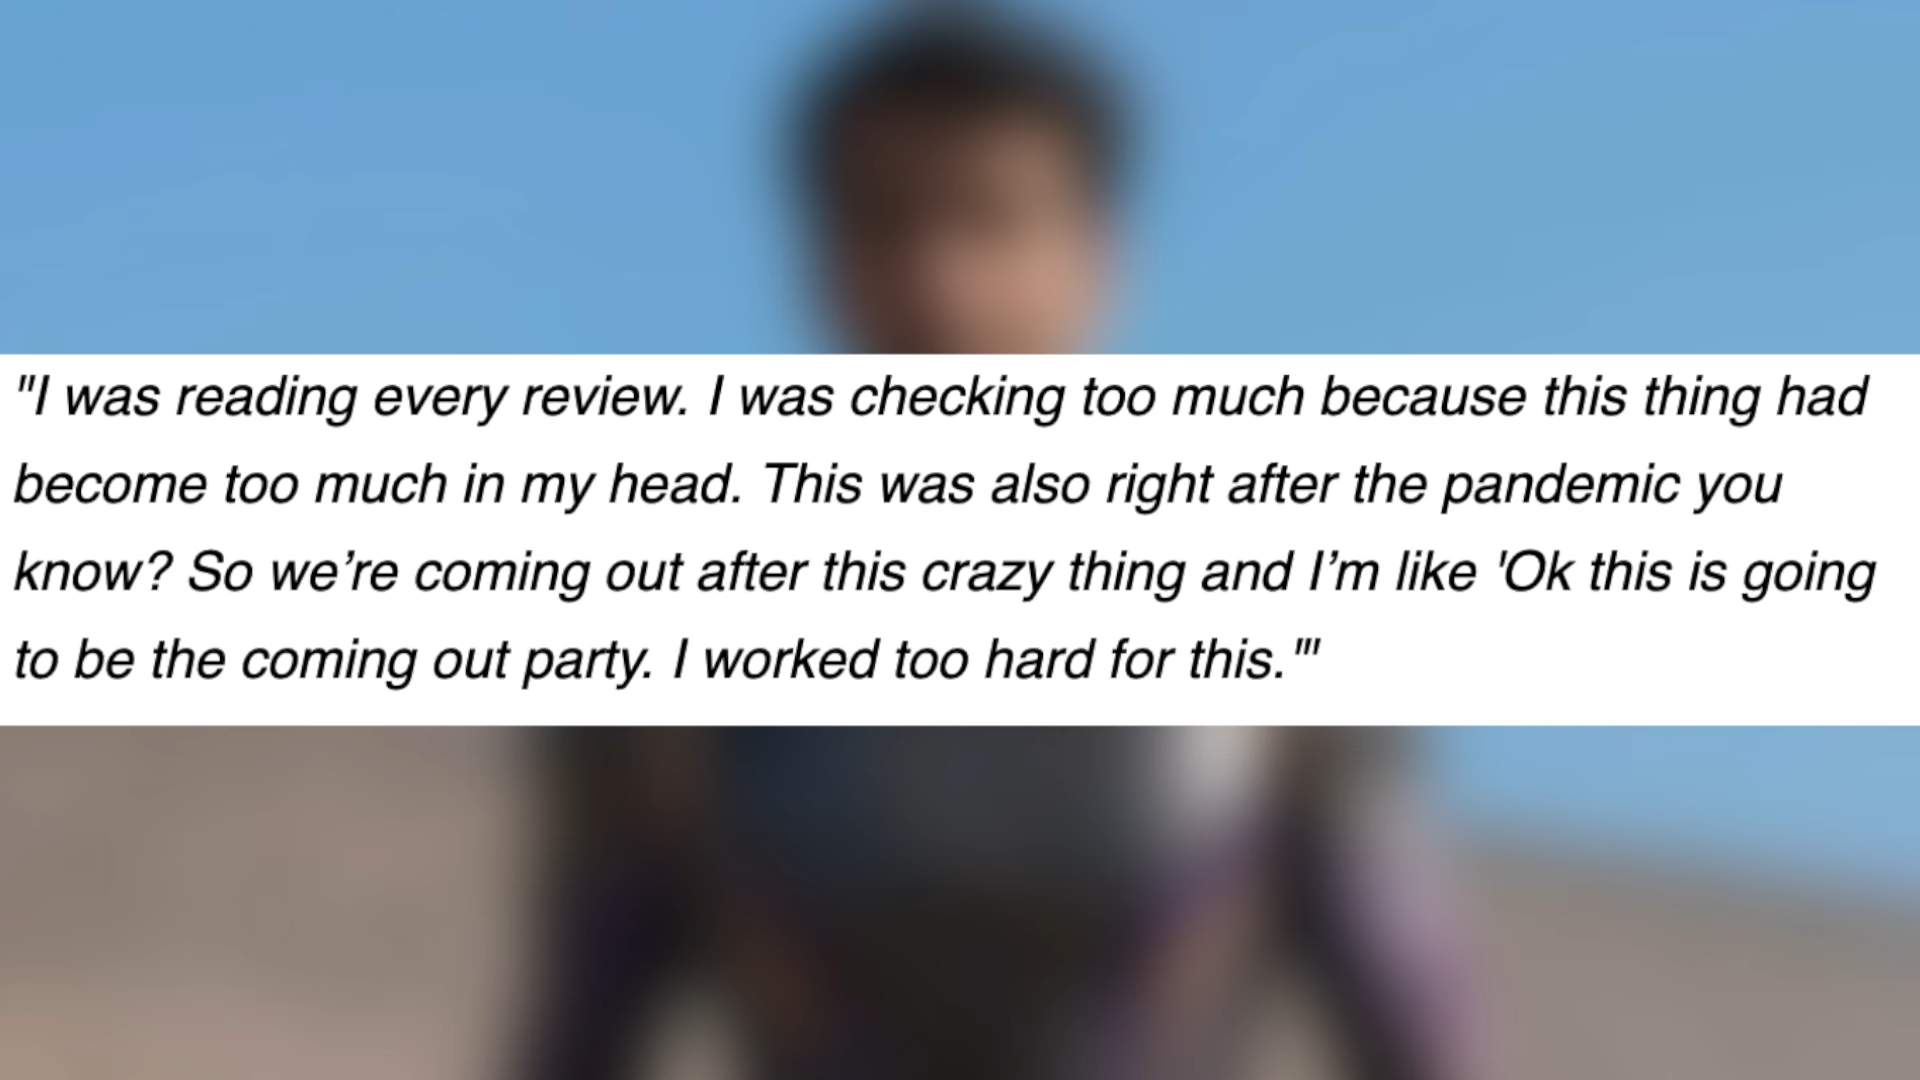 "I was reading every review. I was checking too much because this thing had
become too much in my head. This was also right after the pandemic you
know? So we’re coming out after this crazy thing and I’m like 'Ok this is going
to be the coming out party. I worked too hard for this.'"